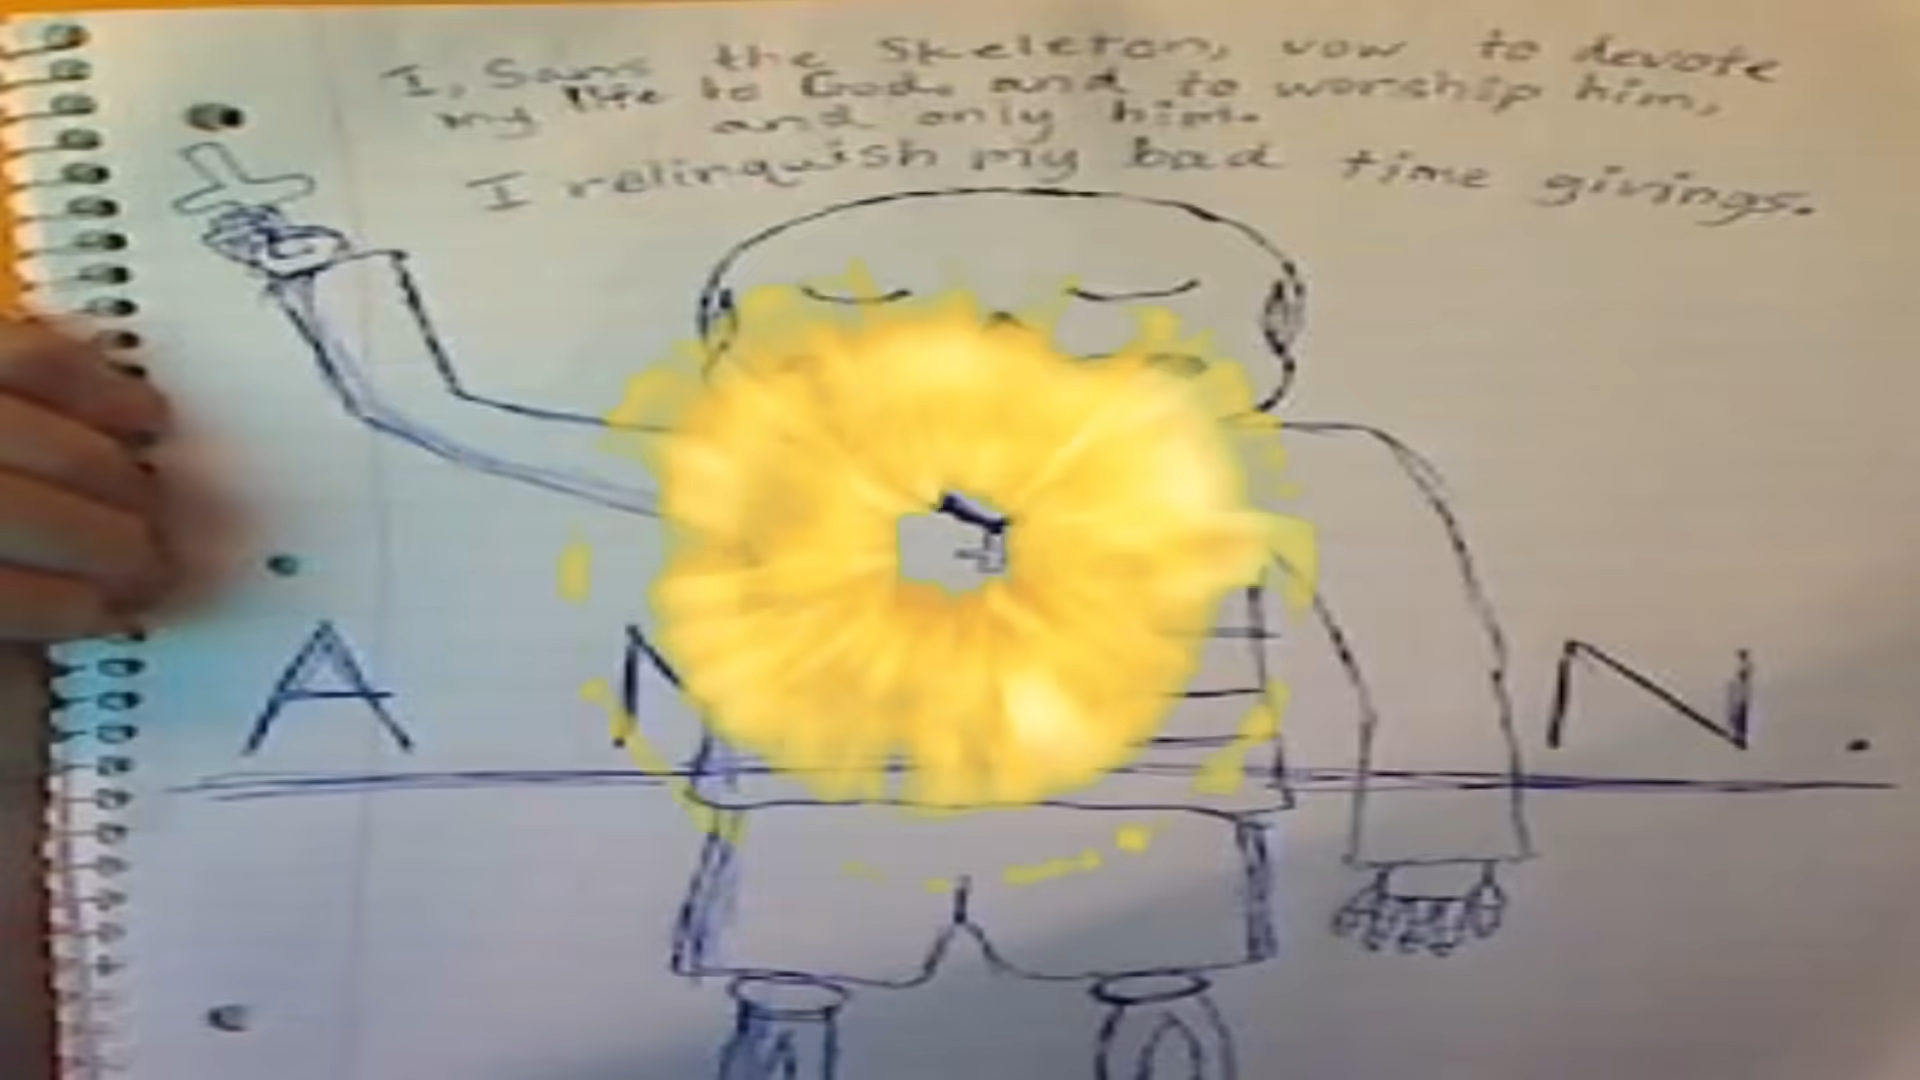 I, Sans the skeleton, vow to devote
my life to God. and to worship him,
and only him.
I relinquish my bad time givings.
A N.